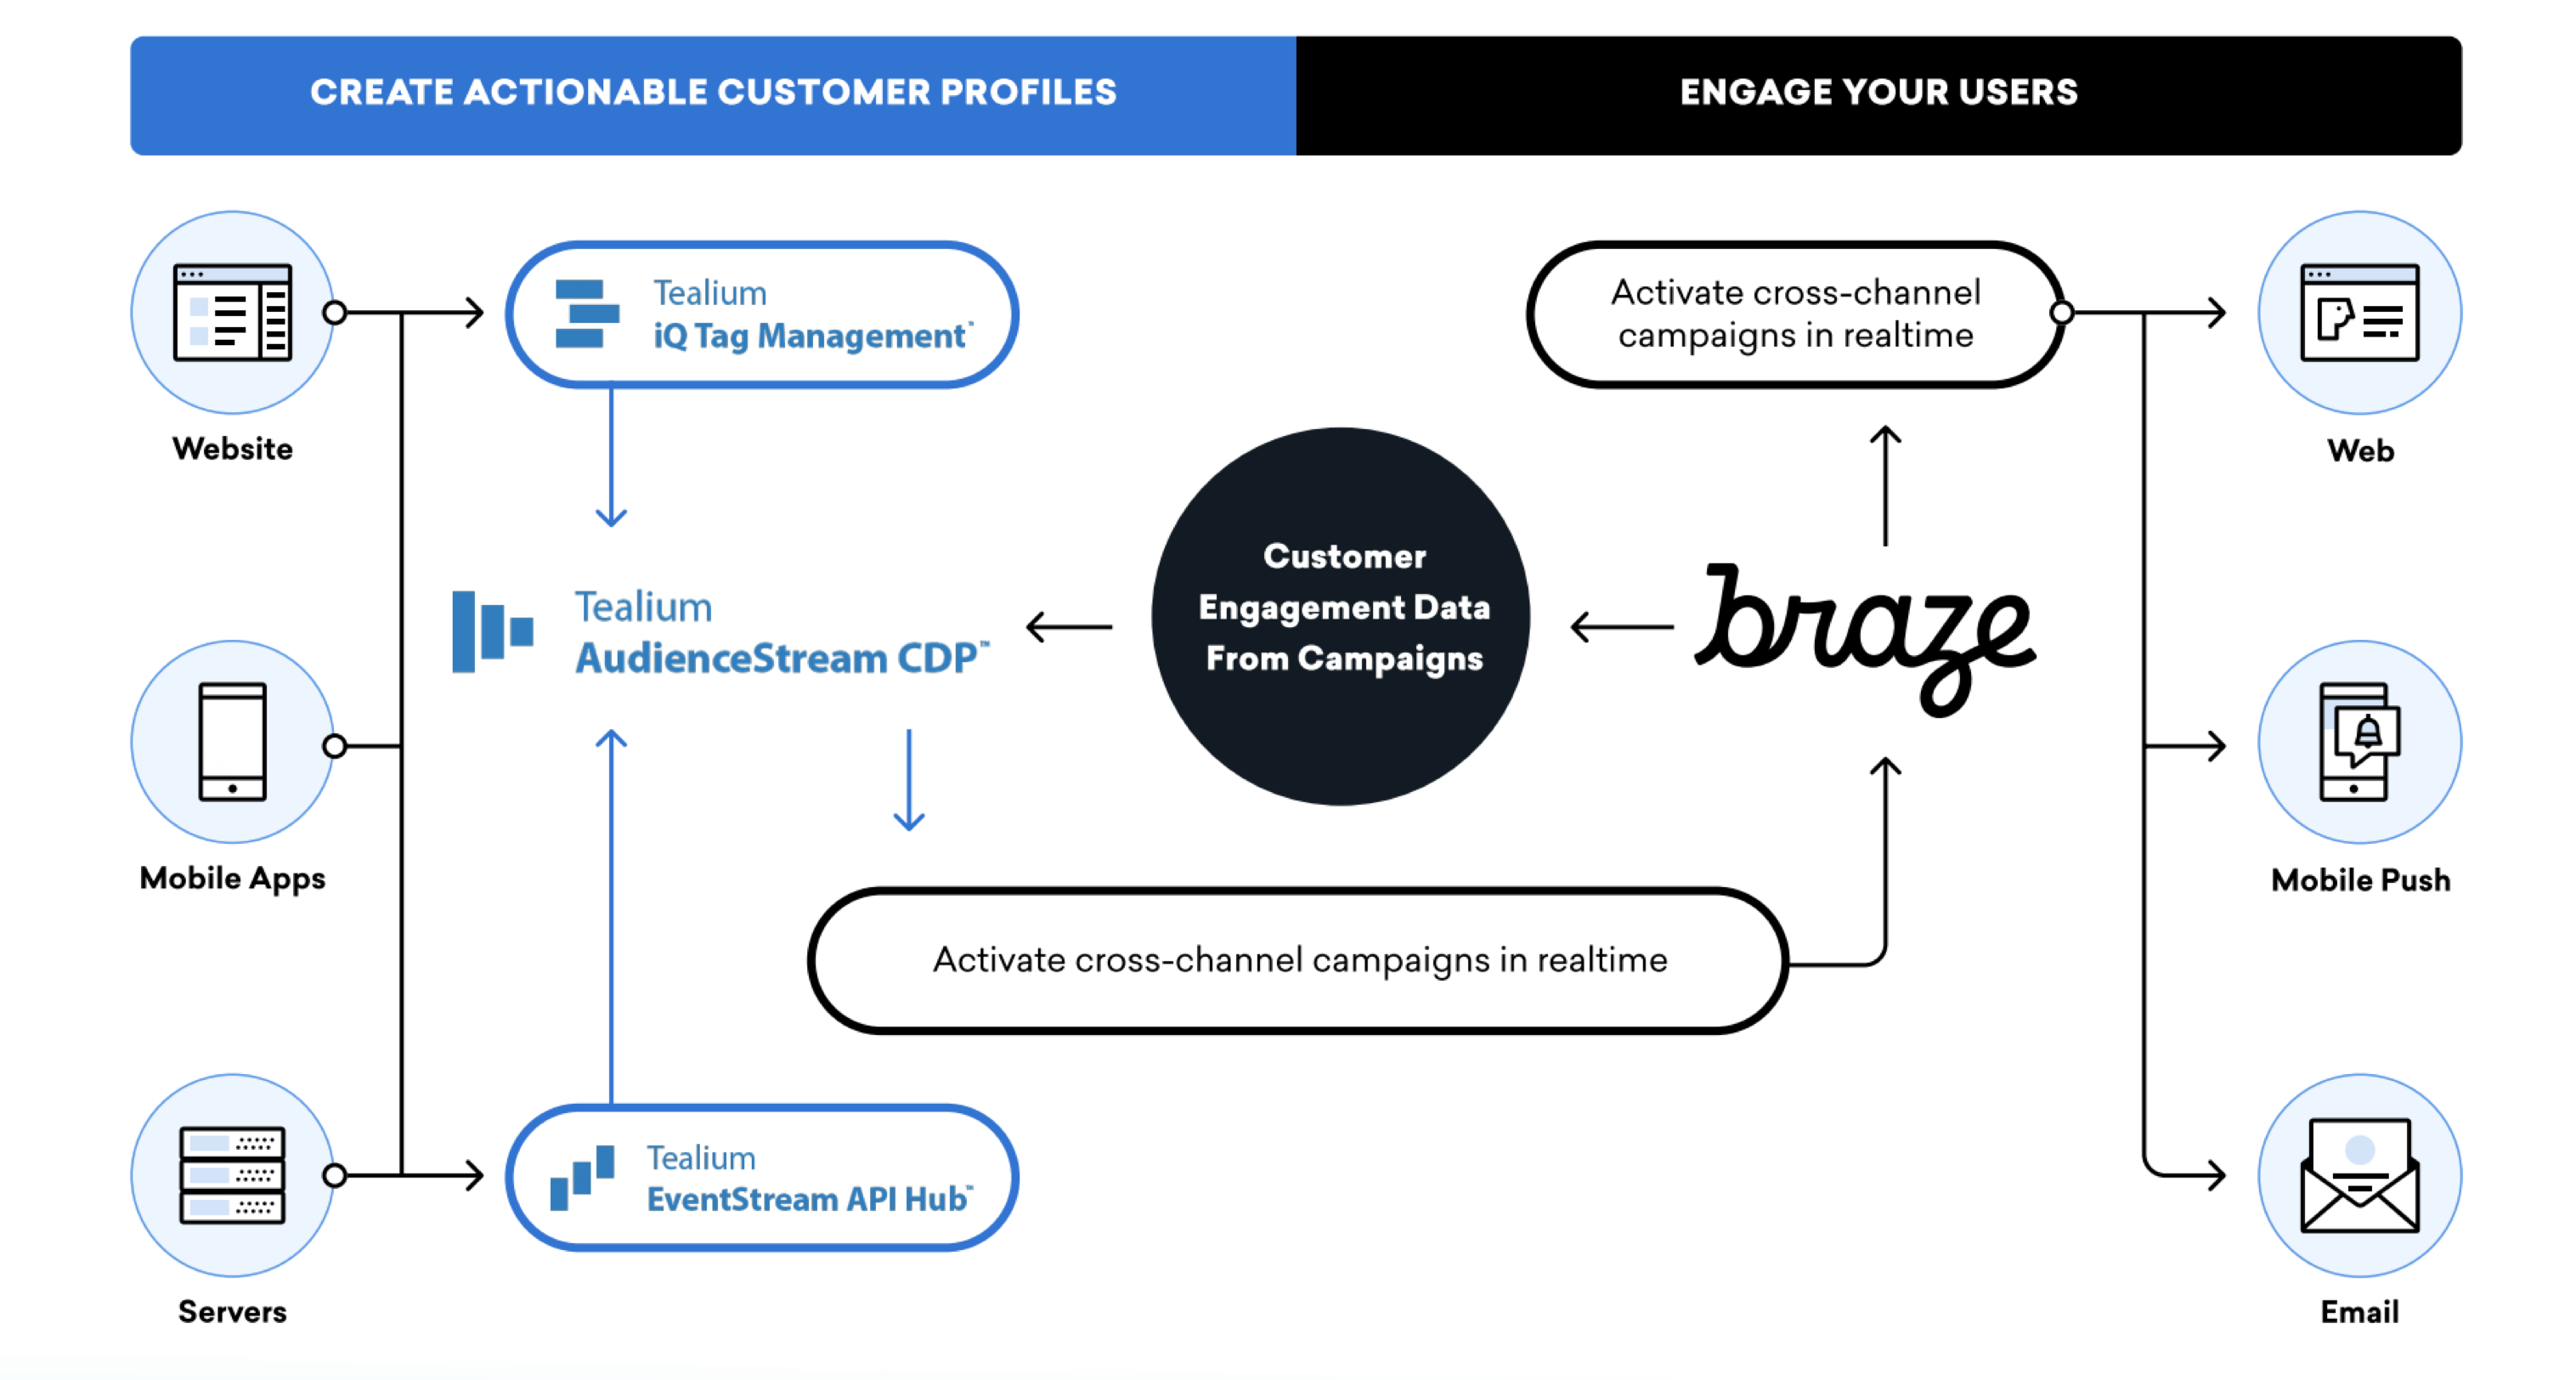 CREATE ACTIONABLE CUSTOMER PROFILES
ENGAGE YOUR USERS
Website
Mobile Apps
Servers
Tealium
iQ Tag Management™
Tealium
AudienceStream CDP™
Tealium
EventStream API Hub™
Customer
Engagement Data
From Campaigns
Activate cross-channel campaigns in realtime
braze
Activate cross-channel
campaigns in realtime
Web
Mobile Push
Email